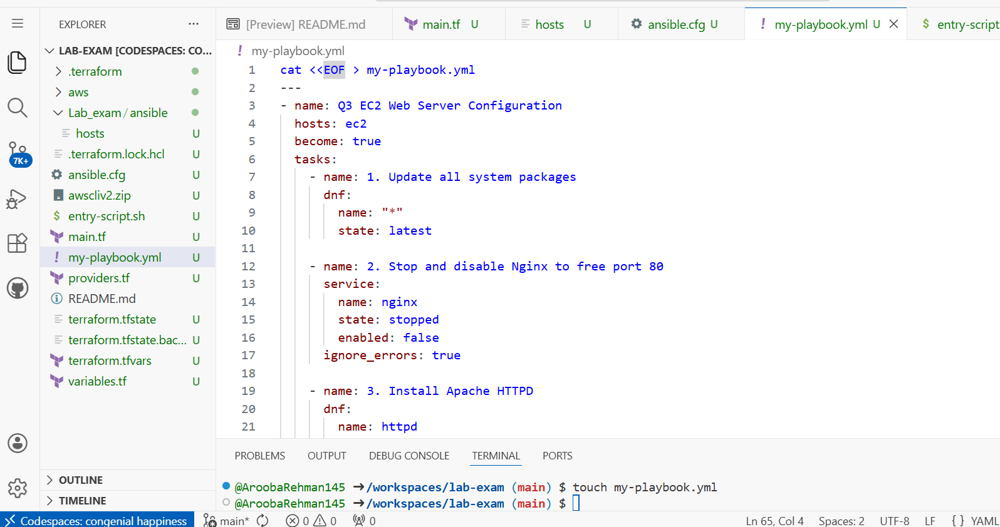 EXPLORER
LAB-EXAM [CODESPACES: CO...
.terraform
aws
Lab_exam/ansible
hosts U
.terraform.lock.hcl U
ansible.cfg U
awscliv2.zip U
entry-script.sh U
main.tf U
my-playbook.yml U
providers.tf U
README.md
terraform.tfstate U
terraform.tfstate.bac... U
terraform.tfvars U
variables.tf U
OUTLINE
TIMELINE
7K+
[Preview] README.md
main.tf U
hosts U
ansible.cfg U
my-playbook.yml U
entry-script
my-playbook.yml
1 cat <<EOF > my-playbook.yml
2 ---
3 - name: Q3 EC2 Web Server Configuration
4 hosts: ec2
5 become: true
6 tasks:
7 - name: 1. Update all system packages
8 dnf:
9 name: "*"
10 state: latest
11
12 - name: 2. Stop and disable Nginx to free port 80
13 service:
14 name: nginx
15 state: stopped
16 enabled: false
17 ignore_errors: true
18
19 - name: 3. Install Apache HTTPD
20 dnf:
21 name: httpd
PROBLEMS OUTPUT DEBUG CONSOLE TERMINAL PORTS
@AroobaRehman145 →/workspaces/lab-exam (main) $ touch my-playbook.yml
@AroobaRehman145 →/workspaces/lab-exam (main) $
Codespaces: congenial happiness main* 0 0 0 Ln 65, Col 4 Spaces: 2 UTF-8 LF { } YAML